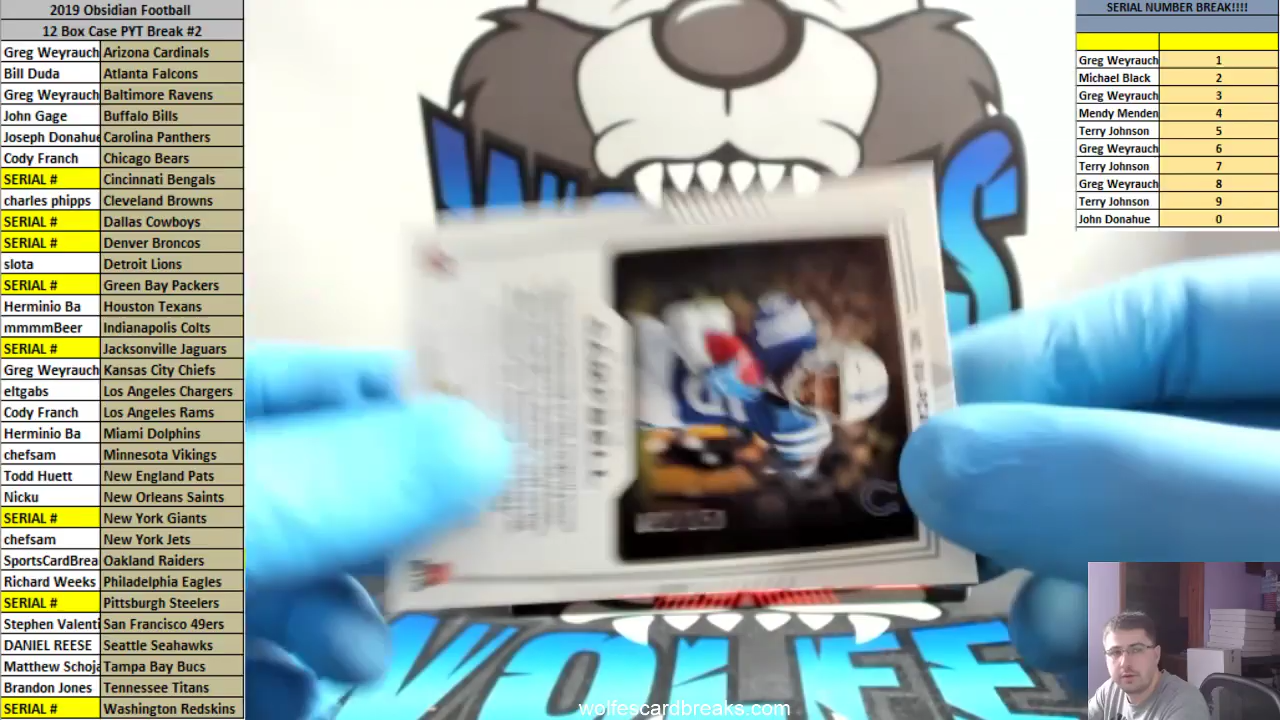 2019 Obsidian Football
12 Box Case PYT Break #2
Greg Weyrauch Arizona Cardinals
Bill Duda Atlanta Falcons
Greg Weyrauch Baltimore Ravens
John Gage Buffalo Bills
Joseph Donahue Carolina Panthers
Cody Franch Chicago Bears
SERIAL # Cincinnati Bengals
charles phipps Cleveland Browns
SERIAL # Dallas Cowboys
SERIAL # Denver Broncos
slota Detroit Lions
SERIAL # Green Bay Packers
Herminio Ba Houston Texans
mmmmBeer Indianapolis Colts
SERIAL # Jacksonville Jaguars
Greg Weyrauch Kansas City Chiefs
eltgabs Los Angeles Chargers
Cody Franch Los Angeles Rams
Herminio Ba Miami Dolphins
chefsam Minnesota Vikings
Todd Huett New England Pats
Nicku New Orleans Saints
SERIAL # New York Giants
chefsam New York Jets
SportsCardBrea Oakland Raiders
Richard Weeks Philadelphia Eagles
SERIAL # Pittsburgh Steelers
Stephen Valenti San Francisco 49ers
DANIEL REESE Seattle Seahawks
Matthew Schoja Tampa Bay Bucs
Brandon Jones Tennessee Titans
SERIAL # Washington Redskins
SERIAL NUMBER BREAK!!!!
Greg Weyrauch 1
Michael Black 2
Greg Weyrauch 3
Mendy Menden 4
Terry Johnson 5
Greg Weyrauch 6
Terry Johnson 7
Greg Weyrauch 8
Terry Johnson 9
John Donahue 0
WOLFE
wolfescardbreaks.com